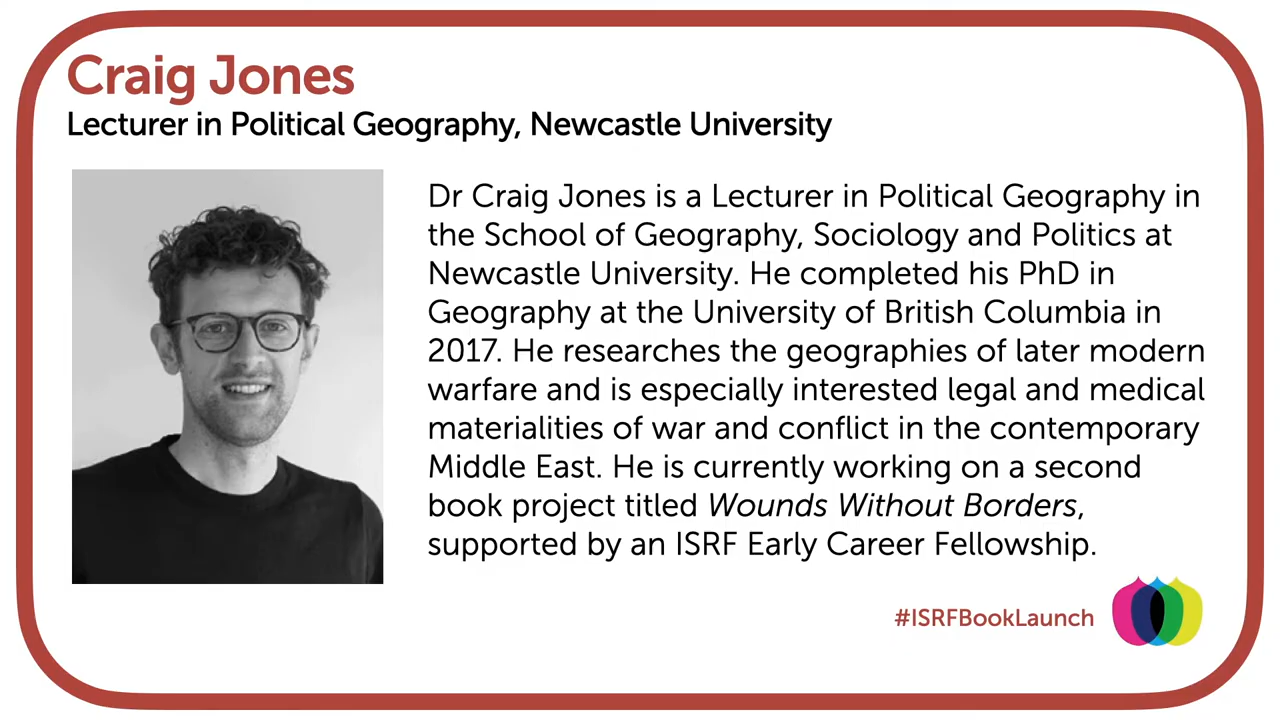 Craig Jones
Lecturer in Political Geography, Newcastle University
Dr Craig Jones is a Lecturer in Political Geography in
the School of Geography, Sociology and Politics at
Newcastle University. He completed his PhD in
Geography at the University of British Columbia in
2017. He researches the geographies of later modern
warfare and is especially interested legal and medical
materialities of war and conflict in the contemporary
Middle East. He is currently working on a second
book project titled Wounds Without Borders,
supported by an ISRF Early Career Fellowship.
#ISRFBookLaunch